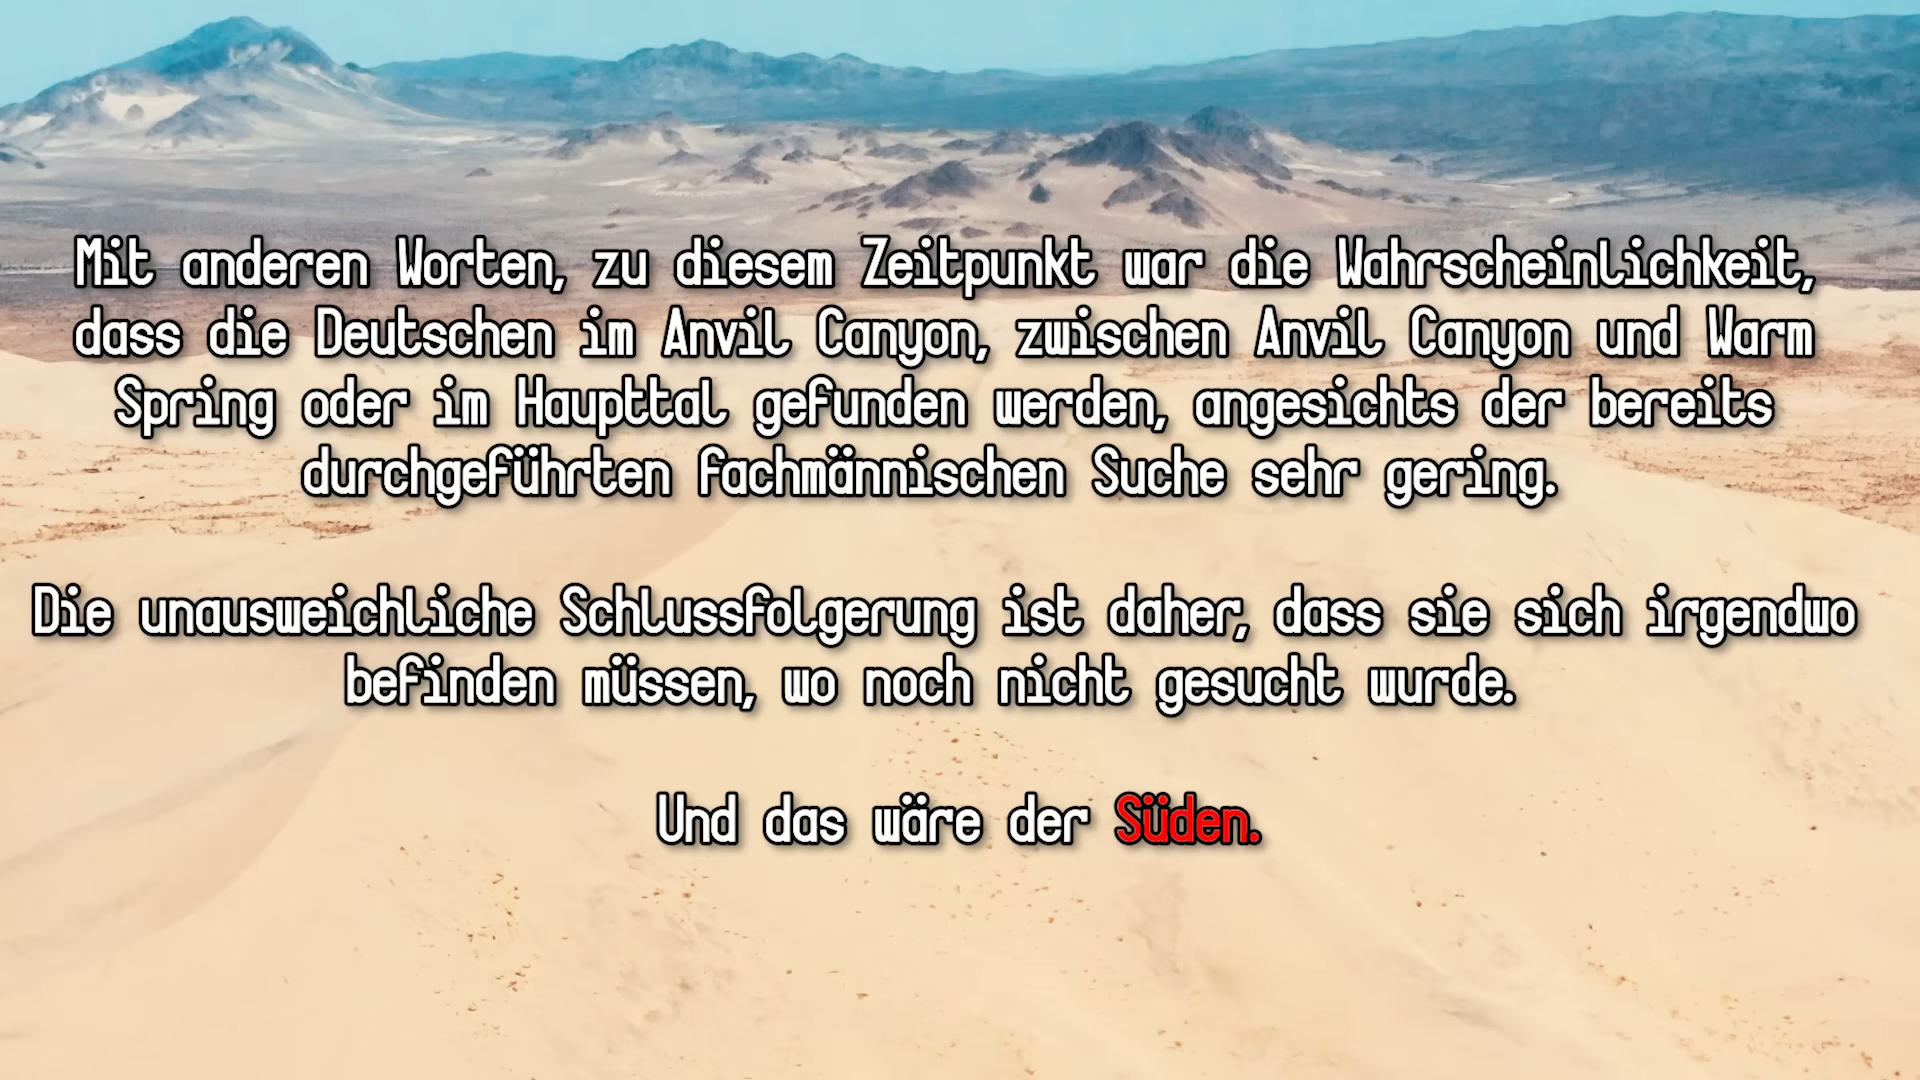 Mit anderen Worten, zu diesem Zeitpunkt war die Wahrscheinlichkeit,
dass die Deutschen im Anvil Canyon, zwischen Anvil Canyon und Warm
Spring oder im Haupttal gefunden werden, angesichts der bereits
durchgeführten fachmännischen Suche sehr gering.
Die unausweichliche Schlussfolgerung ist daher, dass sie sich irgendwo
befinden müssen, wo noch nicht gesucht wurde.
Und das wäre der Süden.